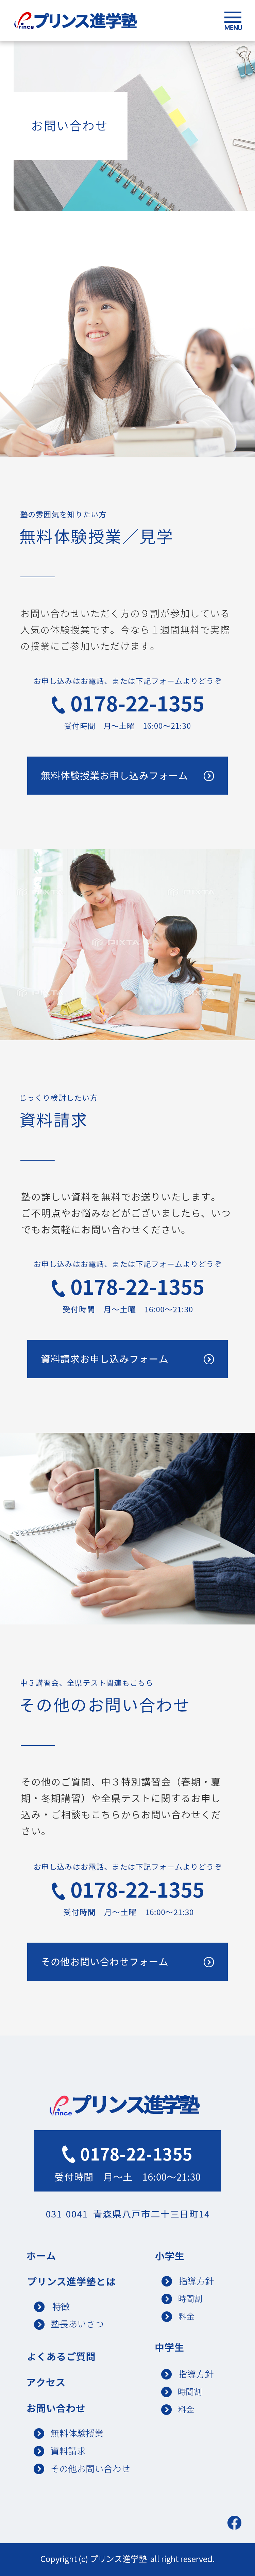 Prince プリンス進学塾
MENU
お問い合わせ
塾の雰囲気を知りたい方
無料体験授業／見学
お問い合わせいただく方の９割が参加している
人気の体験授業です。今なら１週間無料で実際
の授業にご参加いただけます。
お申し込みはお電話、または下記フォームよりどうぞ
0178-22-1355
受付時間　月〜土曜　16:00〜21:30
無料体験授業お申し込みフォーム
PIXTA
じっくり検討したい方
資料請求
塾の詳しい資料を無料でお送りいたします。
ご不明点やお悩みなどがございましたら、いつ
でもお気軽にお問い合わせください。
お申し込みはお電話、または下記フォームよりどうぞ
0178-22-1355
受付時間　月〜土曜　16:00〜21:30
資料請求お申し込みフォーム
中３講習会、全県テスト関連もこちら
その他のお問い合わせ
その他のご質問、中３特別講習会（春期・夏
期・冬期講習）や全県テストに関するお申し
込み・ご相談もこちらからお問い合わせくだ
さい。
お申し込みはお電話、または下記フォームよりどうぞ
0178-22-1355
受付時間　月〜土曜　16:00〜21:30
その他お問い合わせフォーム
Prince プリンス進学塾
0178-22-1355
受付時間　月〜土　16:00〜21:30
031-0041 青森県八戸市二十三日町14
ホーム
プリンス進学塾とは
特徴
塾長あいさつ
よくあるご質問
アクセス
お問い合わせ
無料体験授業
資料請求
その他お問い合わせ
小学生
指導方針
時間割
料金
中学生
指導方針
時間割
料金
Copyright (c) プリンス進学塾 all right reserved.